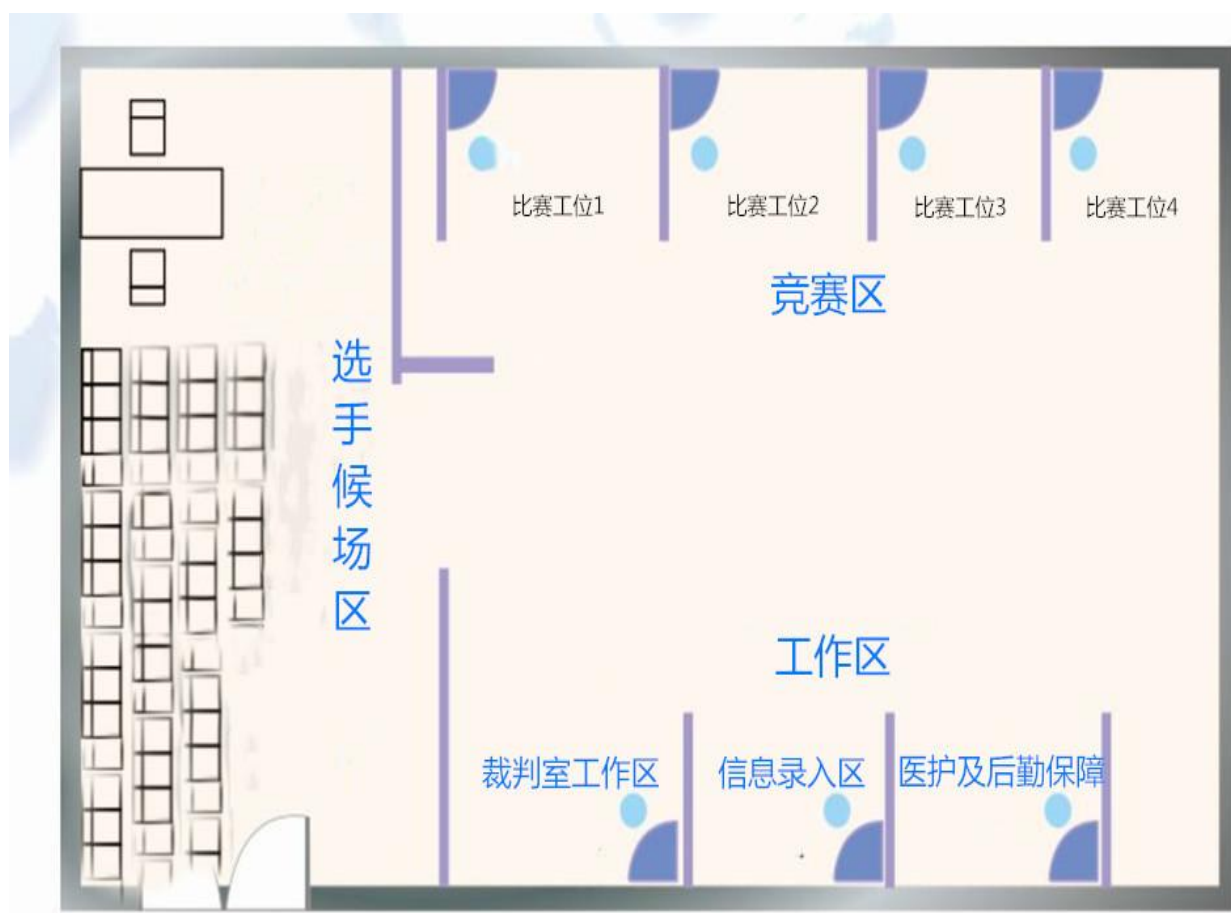 比赛工位1
比赛工位2
比赛工位3
比赛工位4
竞赛区
选手候场区
工作区
裁判室工作区
信息录入区
医护及后勤保障